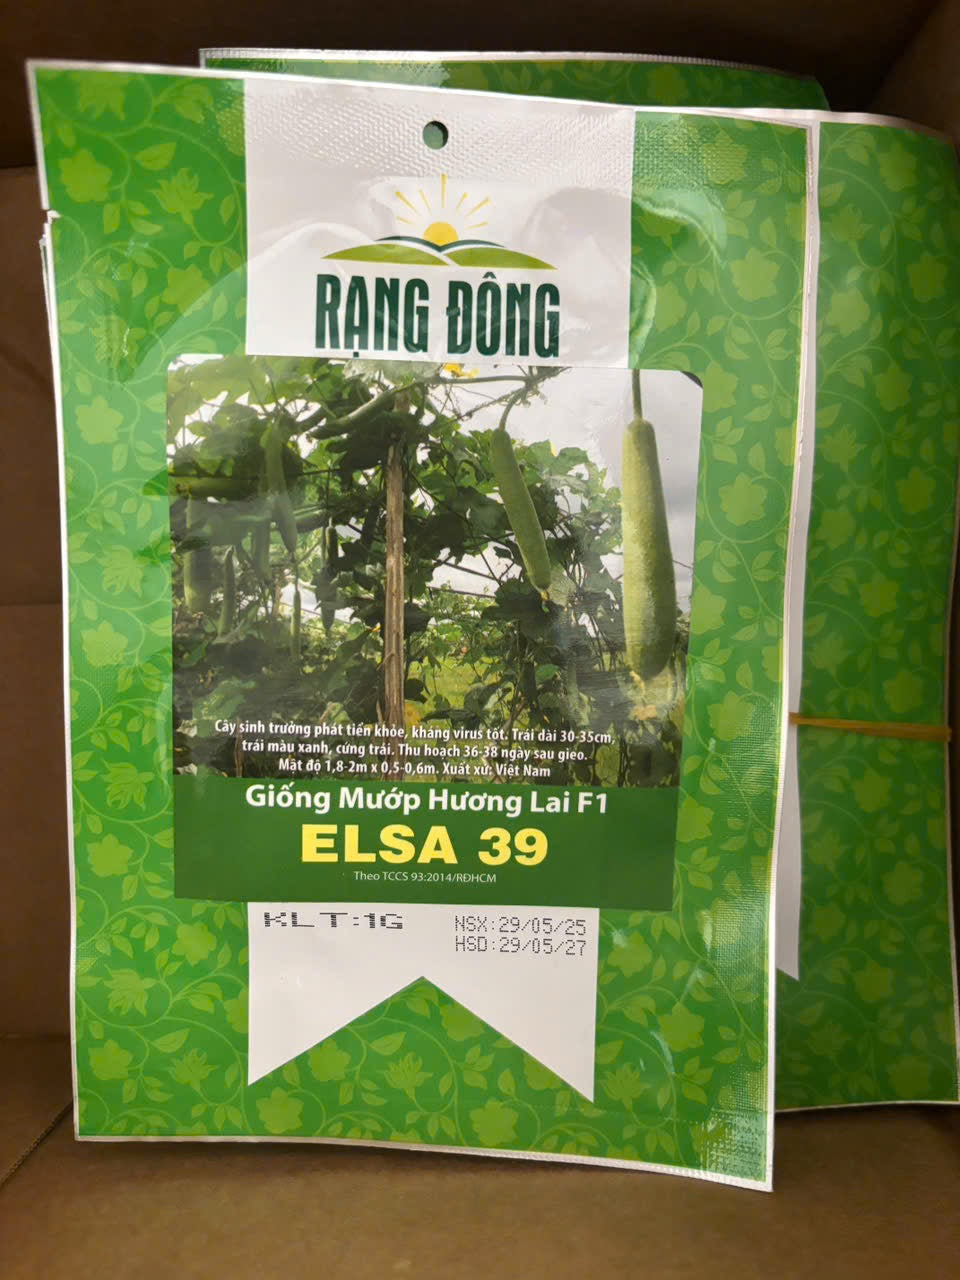 RẠNG ĐÔNG
Cây sinh trưởng phát tiển khỏe, kháng virus tốt. Trái dài 30-35cm,
trái màu xanh, cứng trái. Thu hoạch 36-38 ngày sau gieo.
Mật độ 1,8-2m x 0,5-0,6m. Xuất xứ: Việt Nam
Giống Mướp Hương Lai F1
ELSA 39
Theo TCCS 93:2014/RĐHCM
KLT:1G
NSX:29/05/25
HSD:29/05/27